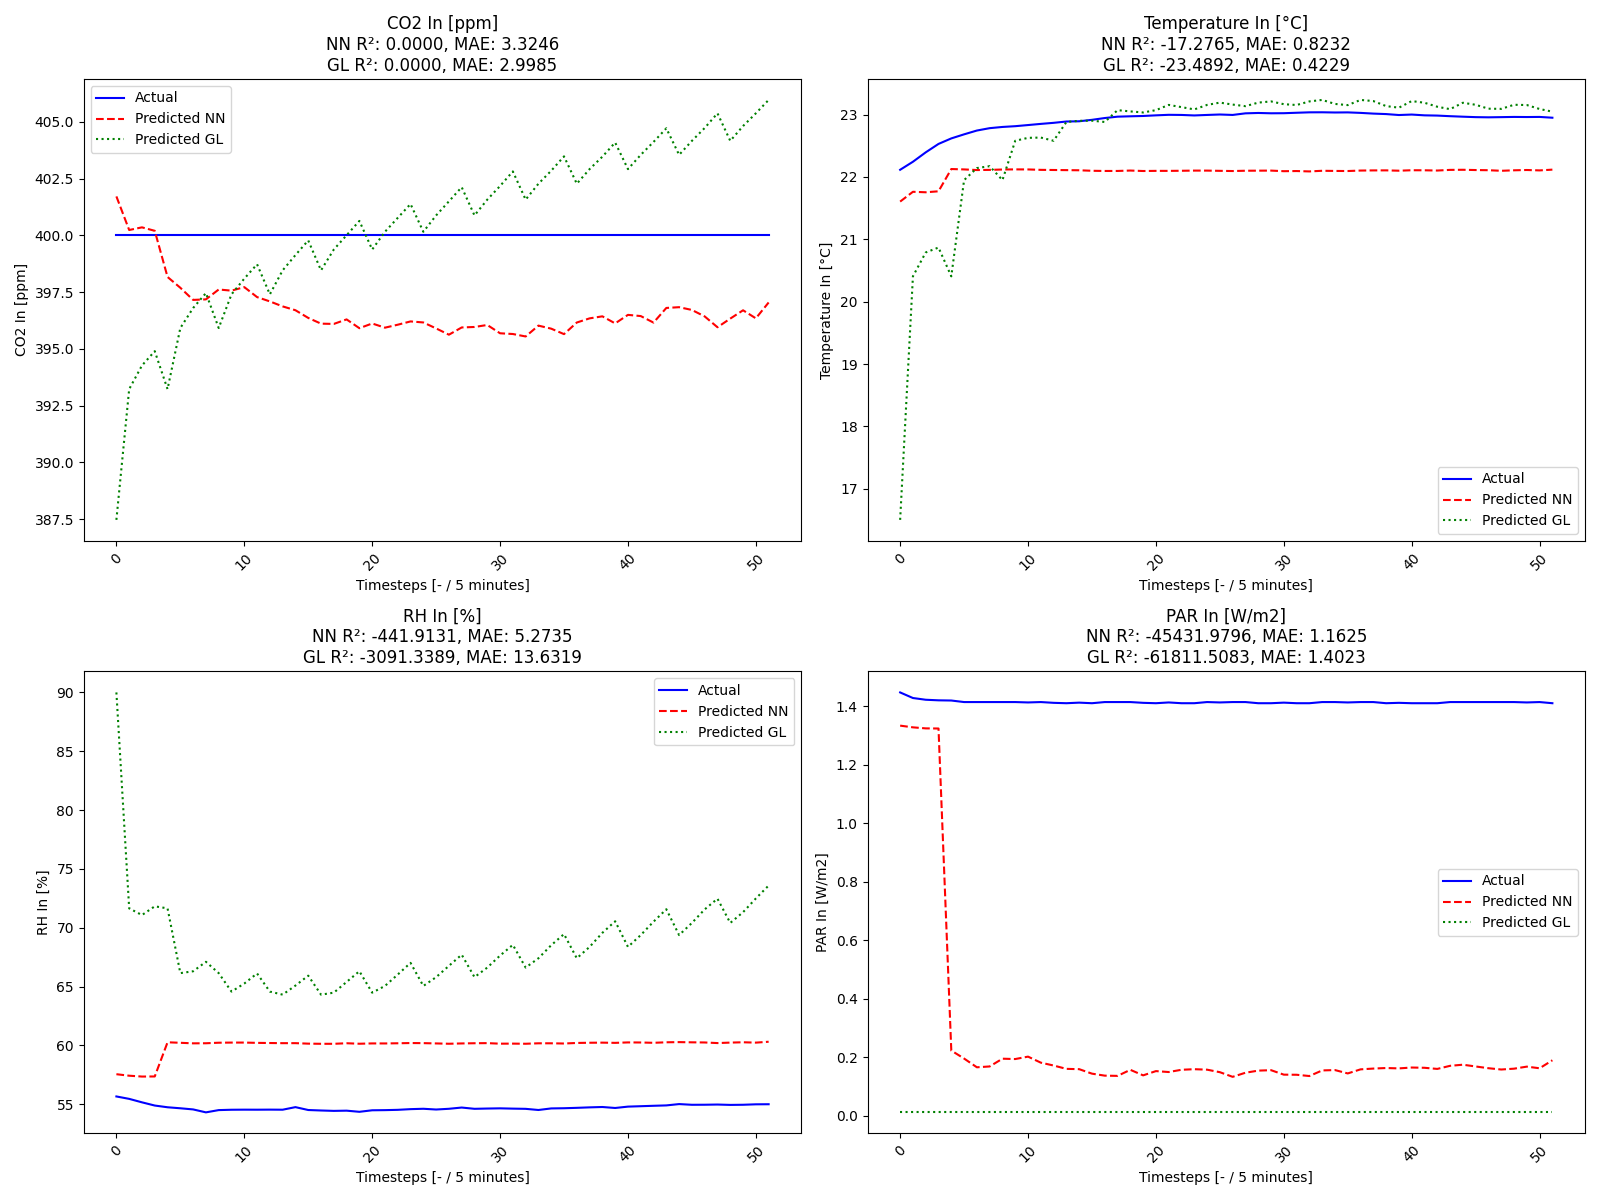 CO2 In [ppm]
NN R²: 0.0000, MAE: 3.3246
GL R²: 0.0000, MAE: 2.9985
Actual
Predicted NN
Predicted GL
CO2 In [ppm]
405.0
402.5
400.0
397.5
395.0
392.5
390.0
387.5
0
10
20
30
40
50
Timesteps [- / 5 minutes]
Temperature In [°C]
NN R²: -17.2765, MAE: 0.8232
GL R²: -23.4892, MAE: 0.4229
Temperature In [°C]
23
22
21
20
19
18
17
Actual
Predicted NN
Predicted GL
0
10
20
30
40
50
Timesteps [- / 5 minutes]
RH In [%]
NN R²: -441.9131, MAE: 5.2735
GL R²: -3091.3389, MAE: 13.6319
Actual
Predicted NN
Predicted GL
RH In [%]
90
85
80
75
70
65
60
55
0
10
20
30
40
50
Timesteps [- / 5 minutes]
PAR In [W/m2]
NN R²: -45431.9796, MAE: 1.1625
GL R²: -61811.5083, MAE: 1.4023
PAR In [W/m2]
1.4
1.2
1.0
0.8
0.6
0.4
0.2
0.0
Actual
Predicted NN
Predicted GL
0
10
20
30
40
50
Timesteps [- / 5 minutes]